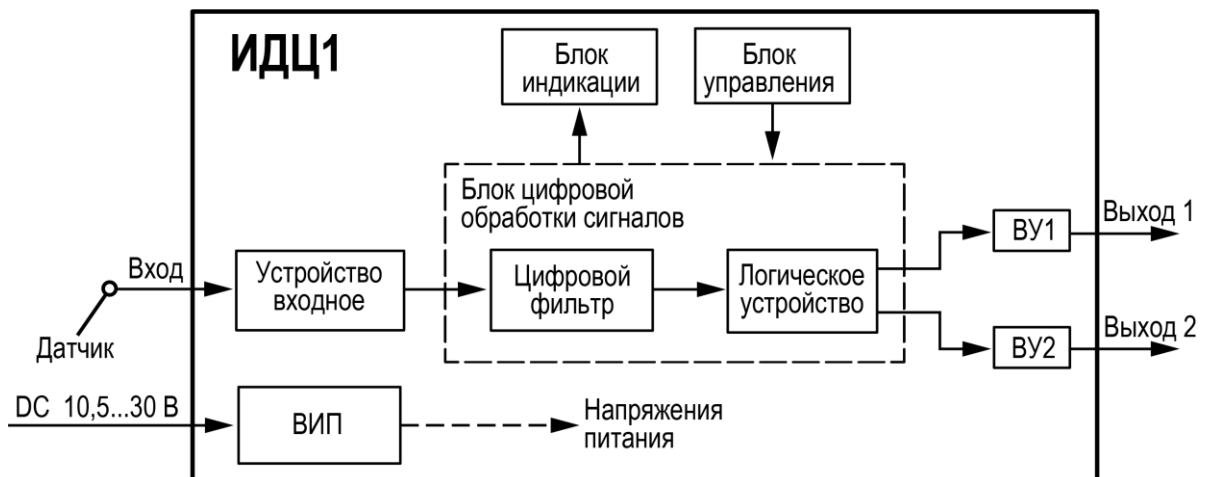 ИДЦ1
Блок
индикации
Блок
управления
Блок цифровой
обработки сигналов
Вход
Датчик
Устройство
входное
Цифровой
фильтр
Логическое
устройство
ВУ1
Выход 1
ВУ2
Выход 2
DC 10,5...30 В
ВИП
Напряжения
питания